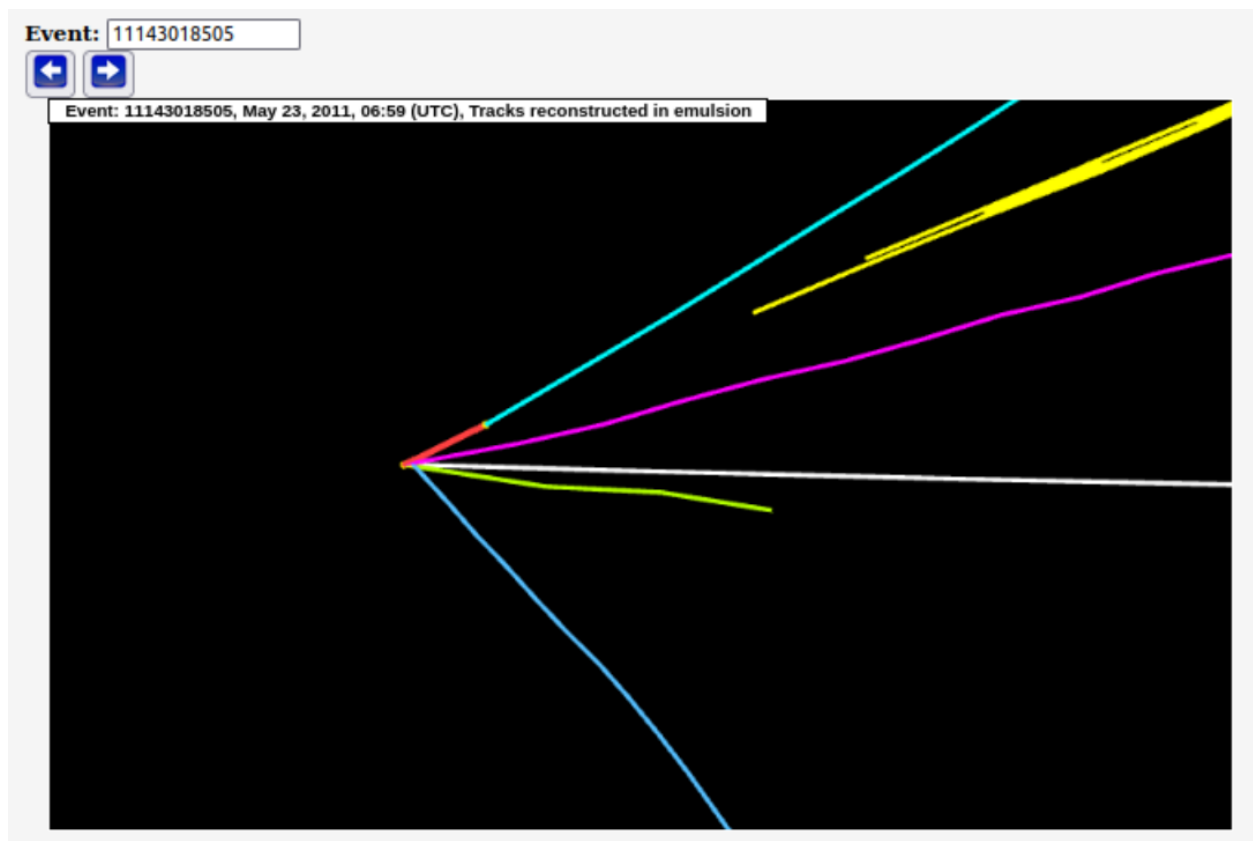 Event: 11143018505
Event: 11143018505, May 23, 2011, 06:59 (UTC), Tracks reconstructed in emulsion